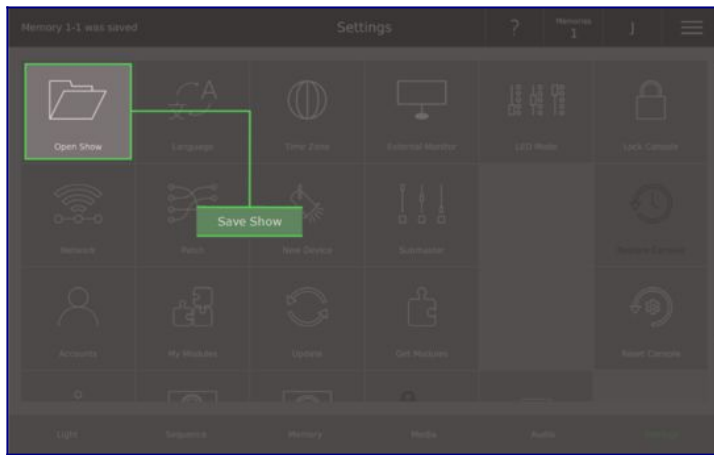 Memory 1-1 was saved
Settings
?
Memories
1
J
Open Show
文 A
Language
Time Zone
External Monitor
LED Mode
Lock Console
Network
Patch
Save Show
New Device
Submaster
Accounts
My Modules
Update
Get Modules
Reset Console
Light
Sequence
Memory
Media
Audio
Settings